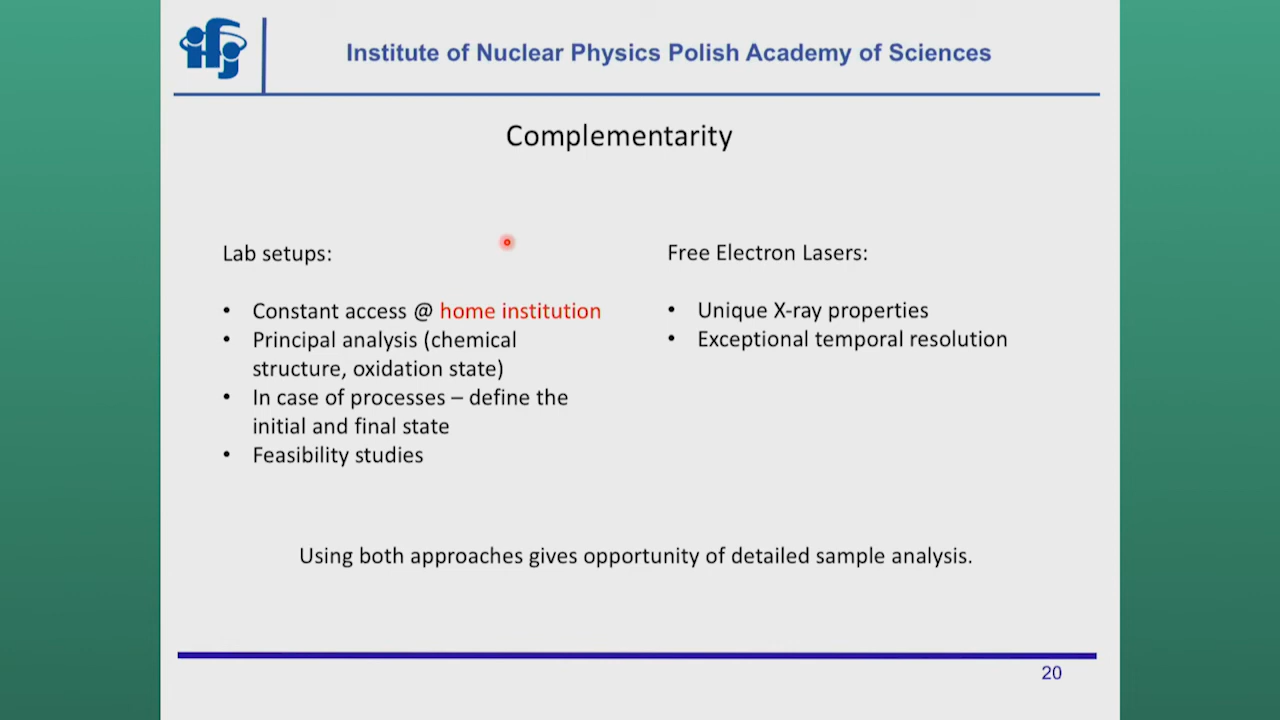 ifj
Institute of Nuclear Physics Polish Academy of Sciences
Complementarity
Lab setups:
• Constant access @ home institution
• Principal analysis (chemical
structure, oxidation state)
• In case of processes – define the
initial and final state
• Feasibility studies
Free Electron Lasers:
• Unique X-ray properties
• Exceptional temporal resolution
Using both approaches gives opportunity of detailed sample analysis.
20